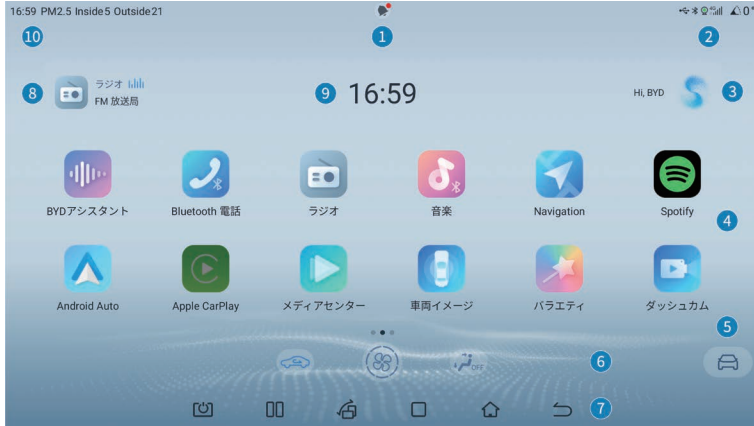 16:59 PM2.5 Inside5 Outside21
0°
10
1
2
8
ラジオ
FM 放送局
9
16:59
Hi, BYD
3
BYDアシスタント
Bluetooth 電話
ラジオ
音楽
Navigation
Spotify
4
Android Auto
Apple CarPlay
メディアセンター
車両イメージ
バラエティ
ダッシュカム
5
OFF
6
7